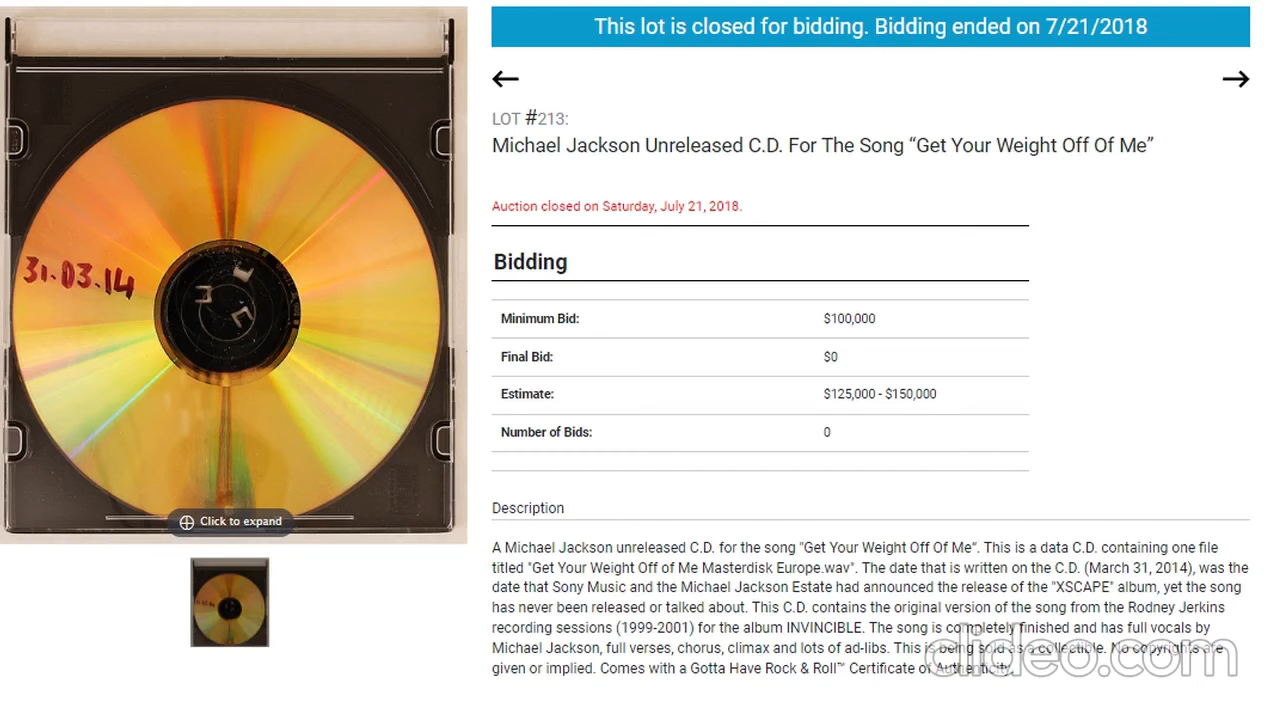 This lot is closed for bidding. Bidding ended on 7/21/2018
LOT #213:
Michael Jackson Unreleased C.D. For The Song “Get Your Weight Off Of Me”
Auction closed on Saturday, July 21, 2018.
Bidding
Minimum Bid: $100,000
Final Bid: $0
Estimate: $125,000 - $150,000
Number of Bids: 0
31.03.14
Click to expand
Description
A Michael Jackson unreleased C.D. for the song "Get Your Weight Off Of Me". This is a data C.D. containing one file
titled "Get Your Weight Off of Me Masterdisk Europe.wav". The date that is written on the C.D. (March 31, 2014), was the
date that Sony Music and the Michael Jackson Estate had announced the release of the "XSCAPE" album, yet the song
has never been released or talked about. This C.D. contains the original version of the song from the Rodney Jerkins
recording sessions (1999-2001) for the album INVINCIBLE. The song is completely finished and has full vocals by
Michael Jackson, full verses, chorus, climax and lots of ad-libs. This is being sold as a collectible. No copyrights are
given or implied. Comes with a Gotta Have Rock & Roll™ Certificate of Authenticity.
clideo.com